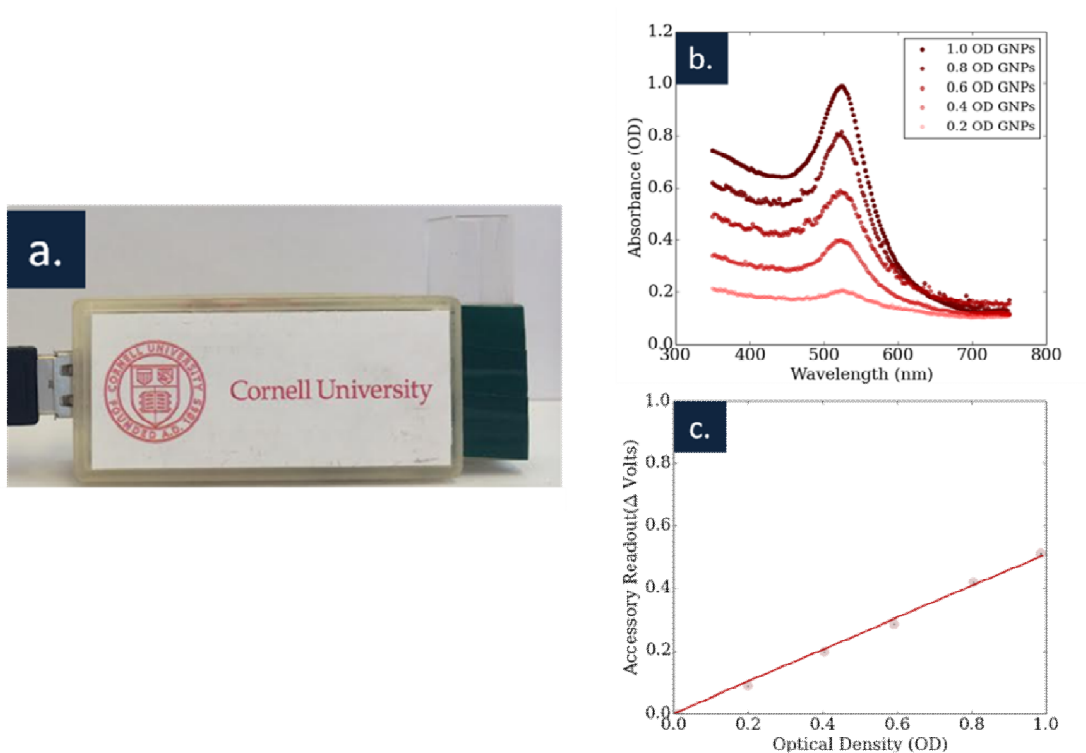 a.
CORNELL UNIVERSITY
FOUNDED A.D. 1865
Cornell University
b.
1.2
1.0
0.8
0.6
0.4
0.2
0.0
Absorbance (OD)
1.0 OD GNPs
0.8 OD GNPs
0.6 OD GNPs
0.4 OD GNPs
0.2 OD GNPs
300 400 500 600 700 800
Wavelength (nm)
c.
1.0
0.8
0.6
0.4
0.2
0.0
Accessory Readout(Δ Volts)
0.0 0.2 0.4 0.6 0.8 1.0
Optical Density (OD)